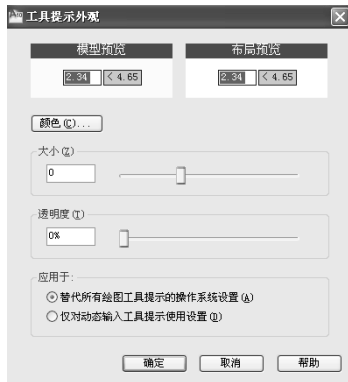 工具提示外观
模型预览
布局预览
2.34 < 4.65
2.34 < 4.65
颜色(C)...
大小(Z)
0
透明度(T)
0%
应用于:
替代所有绘图工具提示的操作系统设置(A)
仅对动态输入工具提示使用设置(D)
确定 取消 帮助